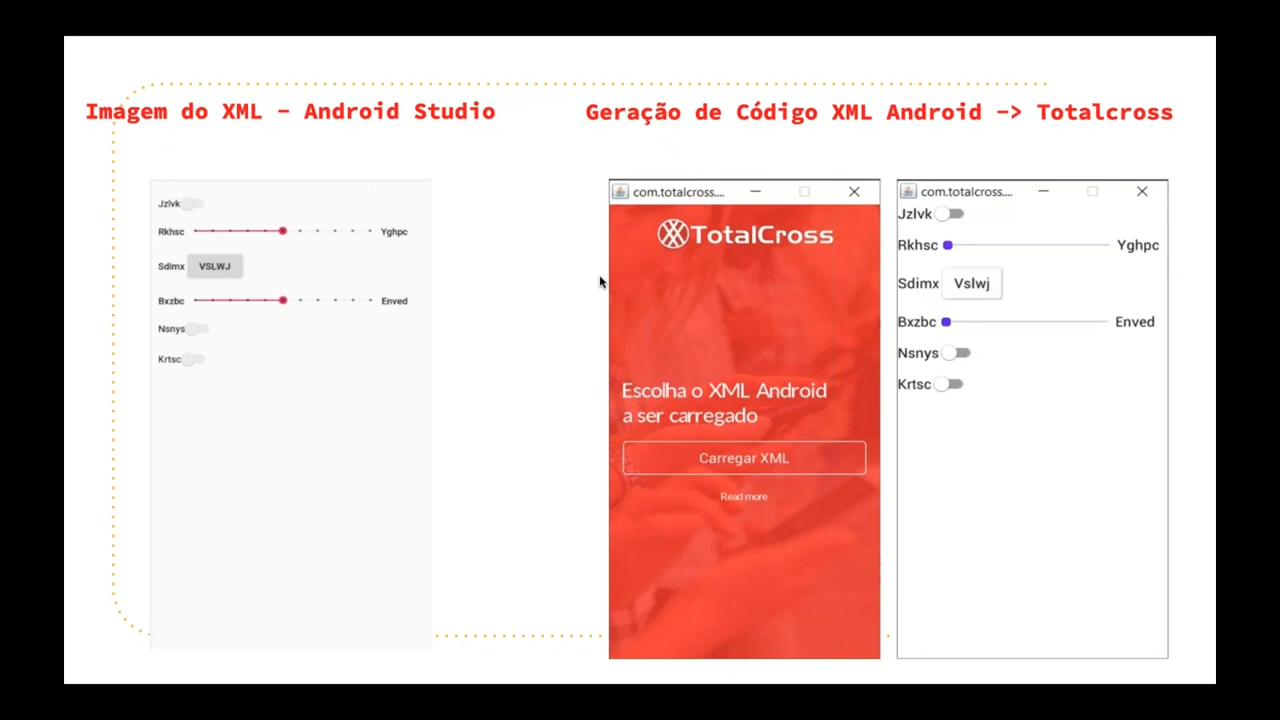 Imagem do XML - Android Studio
Geração de Código XML Android -> Totalcross
Jzlvk
Rkhsc Yghpc
Sdimx VSLWJ
Bxzbc Enved
Nsnys
Krtsc
com.totalcross....
TotalCross
Escolha o XML Android
a ser carregado
Carregar XML
Read more
com.totalcross....
Jzlvk
Rkhsc Yghpc
Sdimx Vslwj
Bxzbc Enved
Nsnys
Krtsc